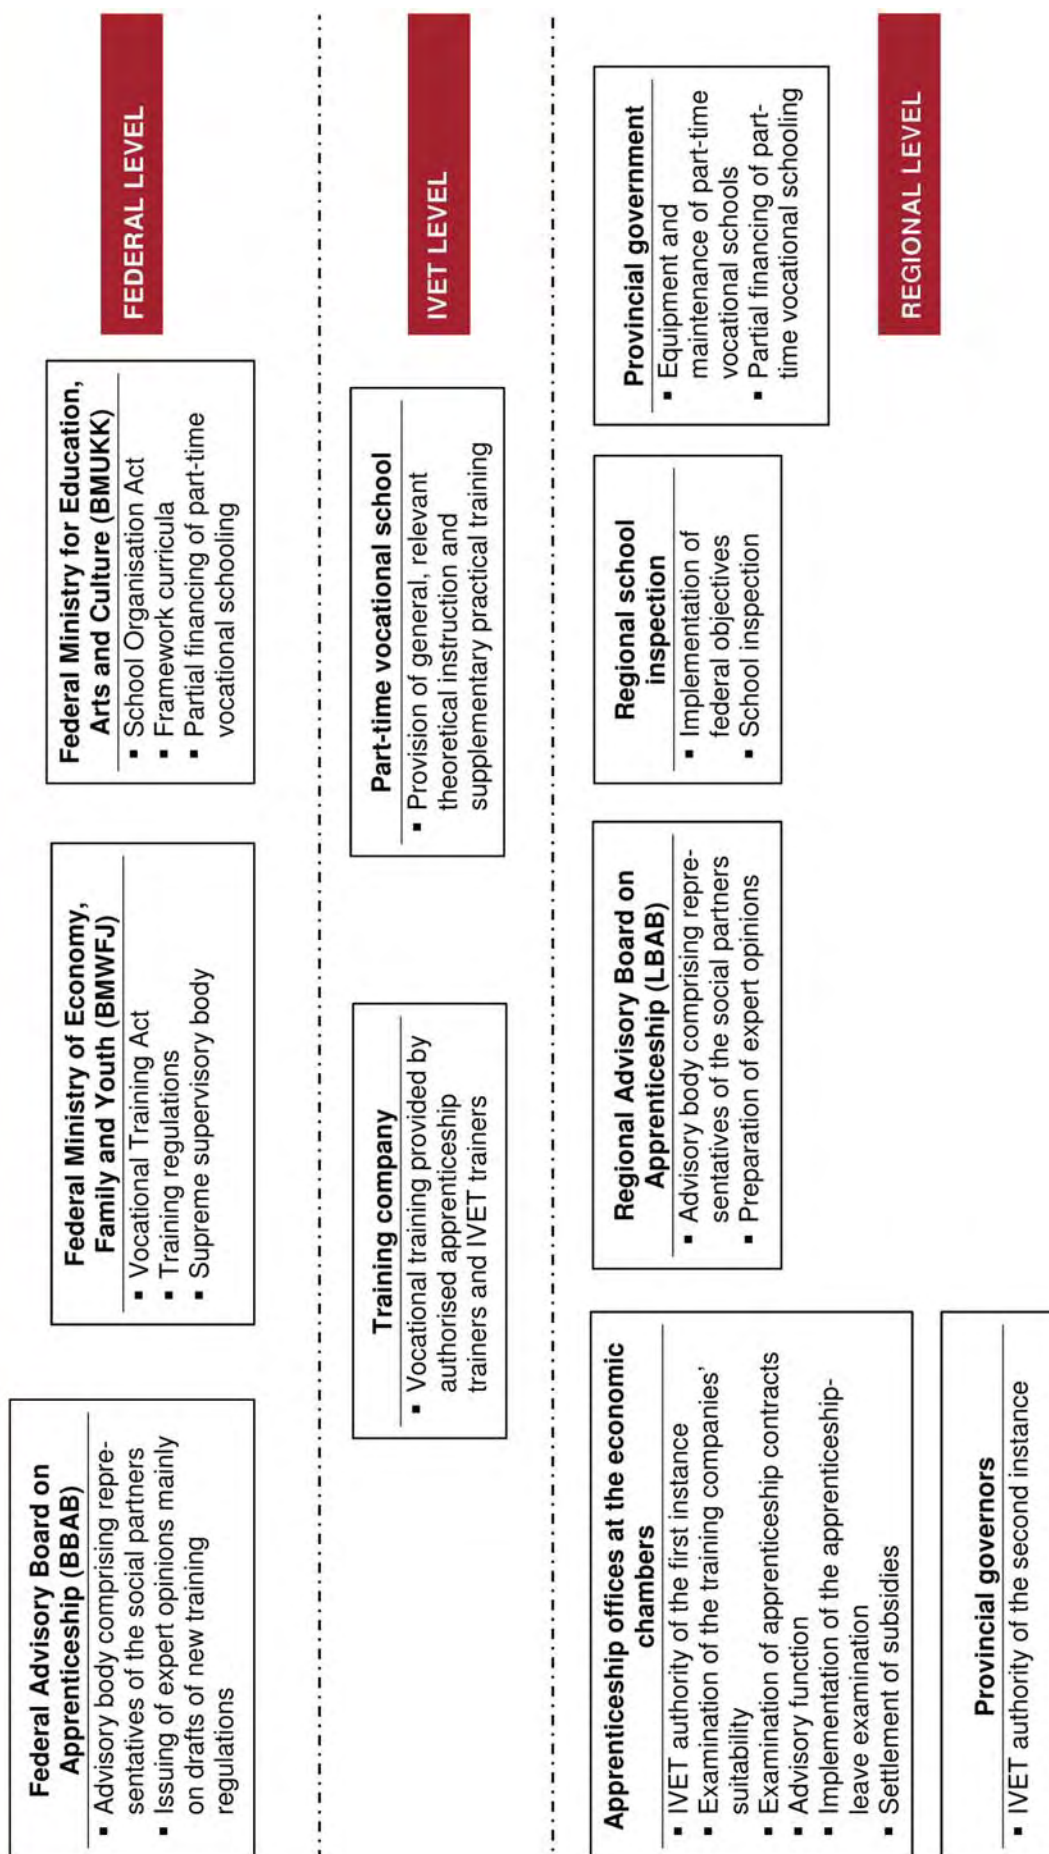 FEDERAL LEVEL
Federal Advisory Board on
Apprenticeship (BBAB)
▪ Advisory body comprising repre-
sentatives of the social partners
▪ Issuing of expert opinions mainly
on drafts of new training
regulations
Federal Ministry of Economy,
Family and Youth (BMWFJ)
▪ Vocational Training Act
▪ Training regulations
▪ Supreme supervisory body
Federal Ministry for Education,
Arts and Culture (BMUKK)
▪ School Organisation Act
▪ Framework curricula
▪ Partial financing of part-time
vocational schooling
IVET LEVEL
Training company
▪ Vocational training provided by
authorised apprenticeship
trainers and IVET trainers
Part-time vocational school
▪ Provision of general, relevant
theoretical instruction and
supplementary practical training
Apprenticeship offices at the economic
chambers
▪ IVET authority of the first instance
▪ Examination of the training companies’
suitability
▪ Examination of apprenticeship contracts
▪ Advisory function
▪ Implementation of the apprenticeship-
leave examination
▪ Settlement of subsidies
Regional Advisory Board on
Apprenticeship (LBAB)
▪ Advisory body comprising repre-
sentatives of the social partners
▪ Preparation of expert opinions
Regional school
inspection
▪ Implementation of
federal objectives
▪ School inspection
Provincial government
▪ Equipment and
maintenance of part-time
vocational schools
▪ Partial financing of part-
time vocational schooling
Provincial governors
▪ IVET authority of the second instance
REGIONAL LEVEL